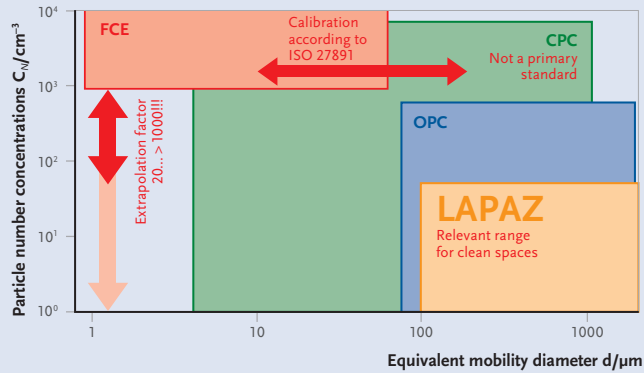 Particle number concentrations C_N/cm⁻³
10⁴
10³
10²
10¹
10⁰
FCE
Calibration
according to
ISO 27891
CPC
Not a primary
standard
Extrapolation factor
20... > 1000!!!
OPC
LAPAZ
Relevant range
for clean spaces
1
10
100
1000
Equivalent mobility diameter d/µm